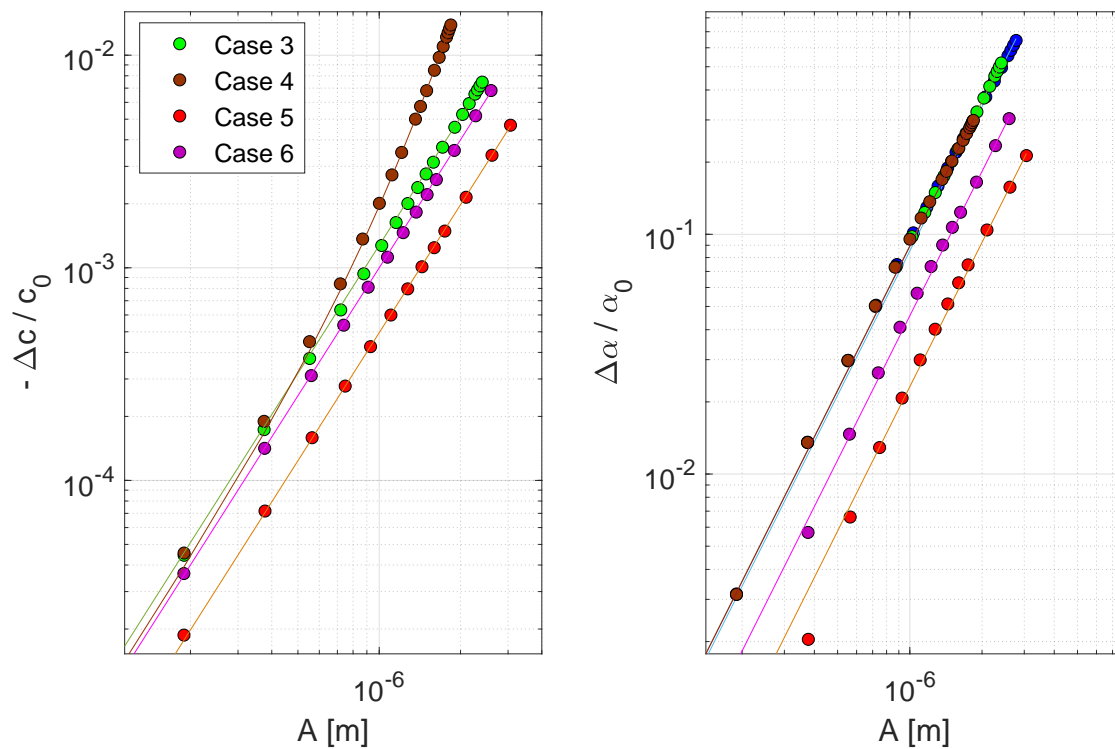 Case 3
Case 4
Case 5
Case 6
10^-2
10^-3
10^-4
- Δc / c_0
10^-6
A [m]
10^-1
10^-2
Δα / α_0
10^-6
A [m]